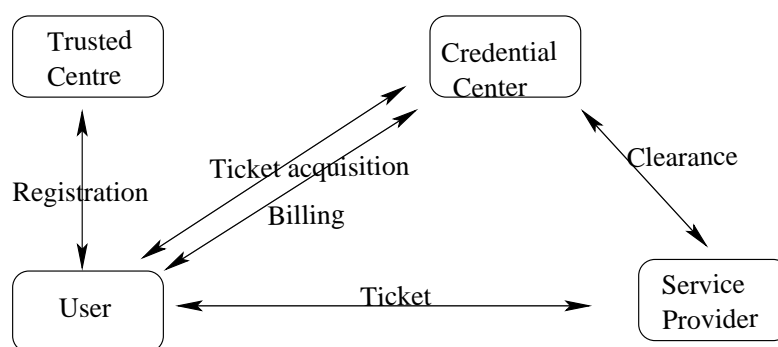 Trusted
Centre
Credential
Center
Ticket acquisition
Clearance
Registration
Billing
User
Ticket
Service
Provider